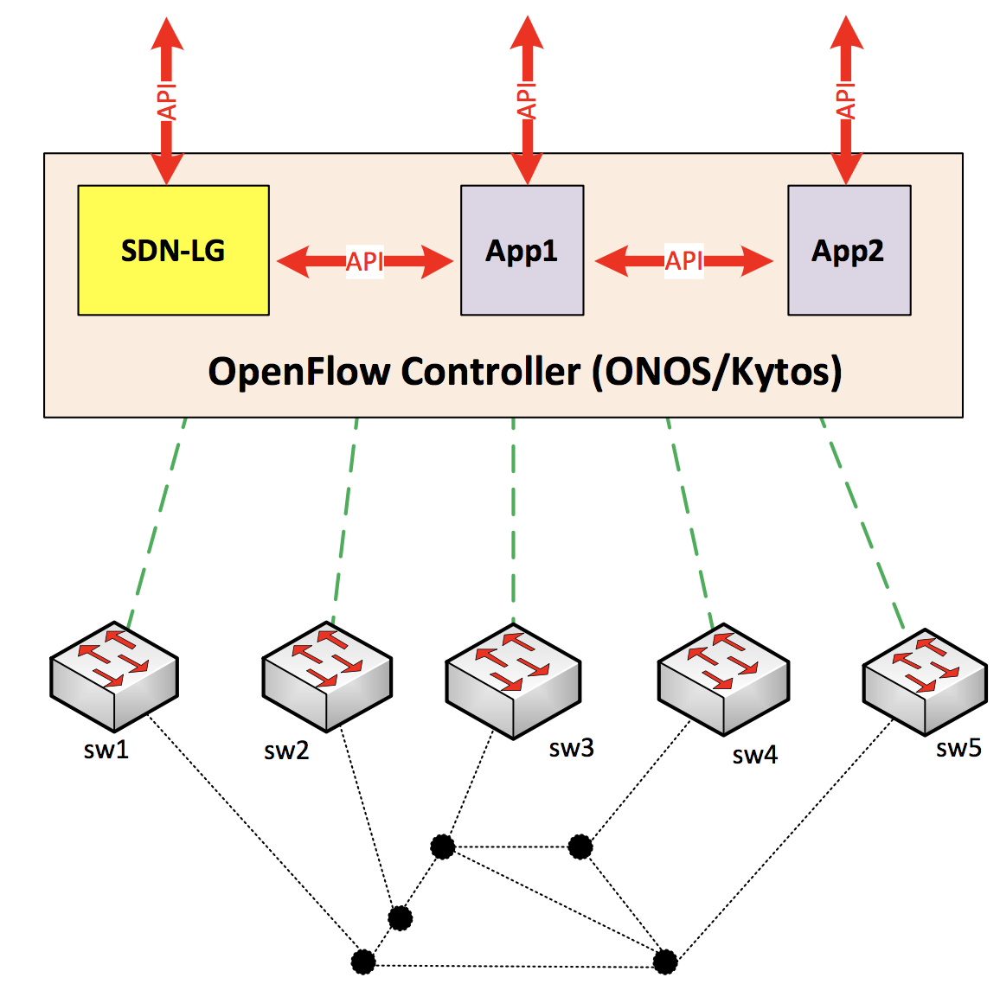 API
API
API
SDN-LG
API
App1
API
App2
OpenFlow Controller (ONOS/Kytos)
sw1
sw2
sw3
sw4
sw5